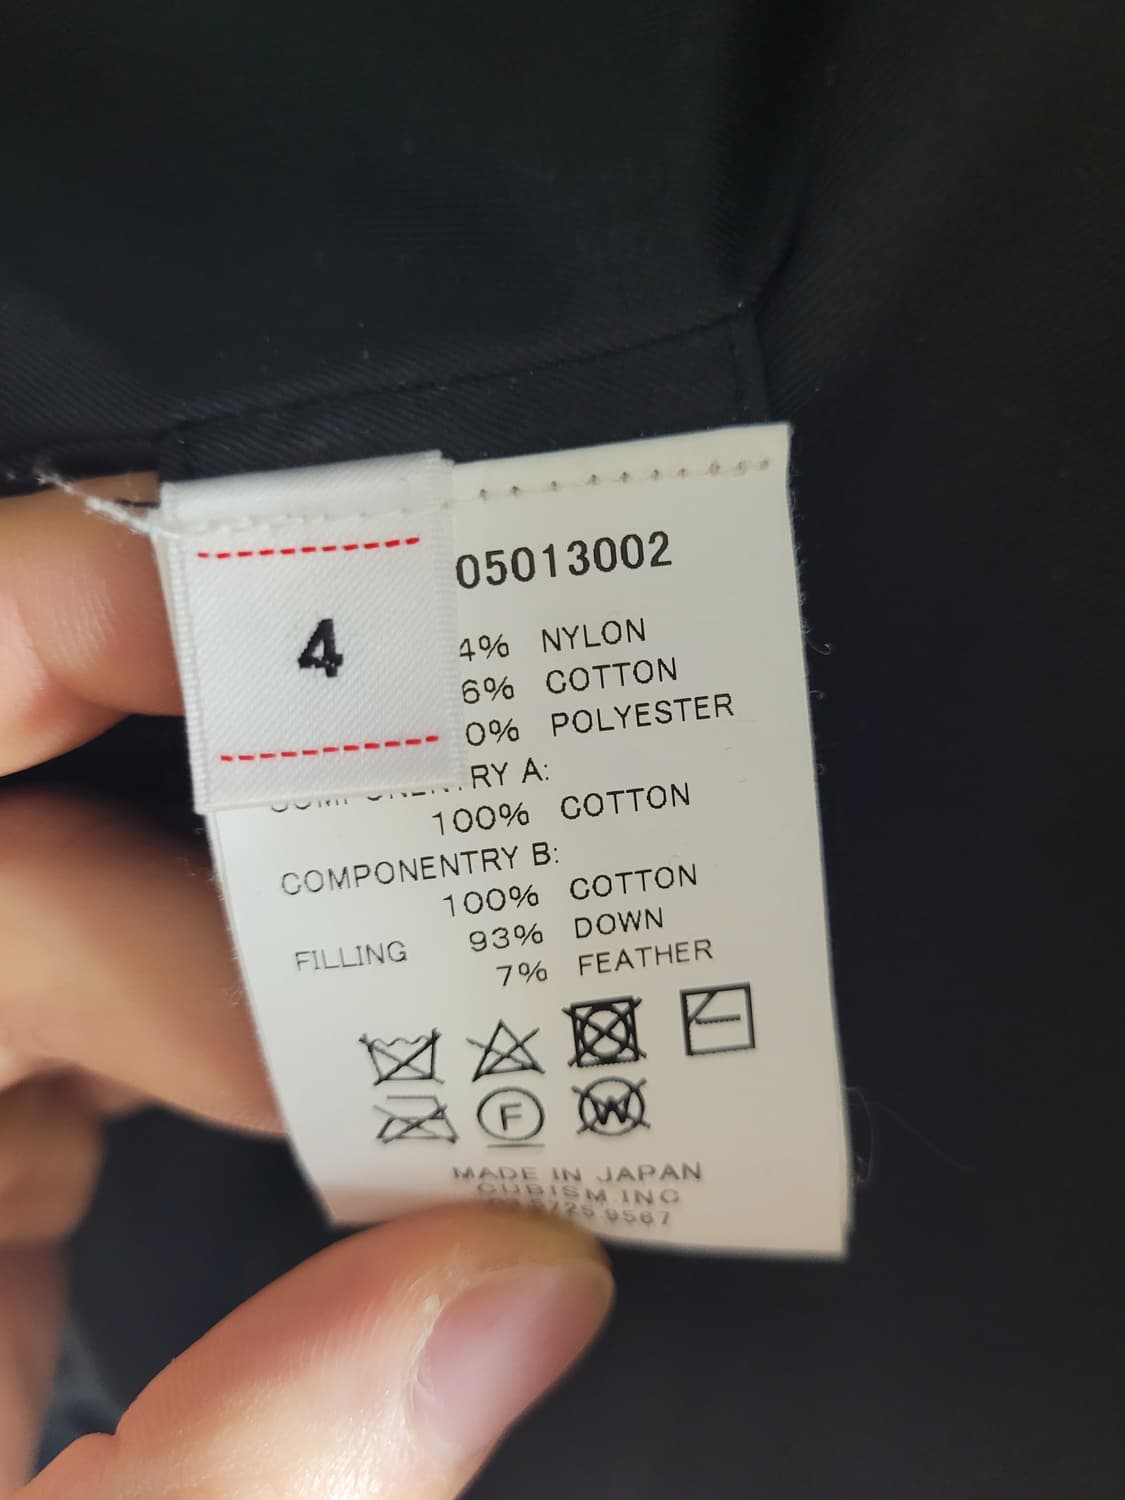 4
05013002
4% NYLON
6% COTTON
0% POLYESTER
RY A:
100% COTTON
COMPONENTRY B:
100% COTTON
FILLING 93% DOWN
7% FEATHER
F
W
MADE IN JAPAN
CUBISM INC